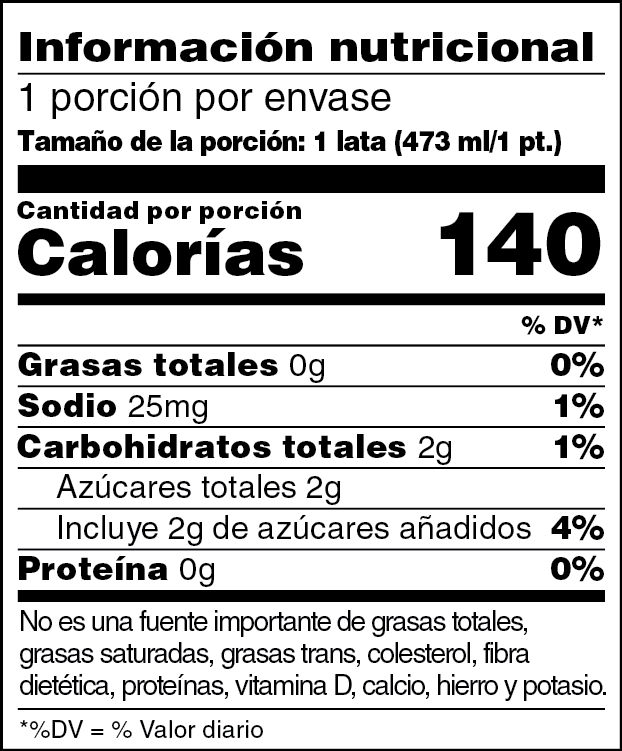 Información nutricional
1 porción por envase
Tamaño de la porción: 1 lata (473 ml/1 pt.)
Cantidad por porción
Calorías 140
% DV*
Grasas totales 0g 0%
Sodio 25mg 1%
Carbohidratos totales 2g 1%
Azúcares totales 2g
Incluye 2g de azúcares añadidos 4%
Proteína 0g 0%
No es una fuente importante de grasas totales,
grasas saturadas, grasas trans, colesterol, fibra
dietética, proteínas, vitamina D, calcio, hierro y potasio.
*%DV = % Valor diario